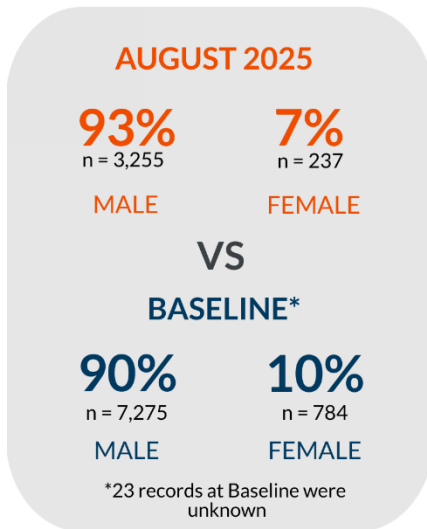 AUGUST 2025
93% 7%
n = 3,255 n = 237
MALE FEMALE
VS
BASELINE*
90% 10%
n = 7,275 n = 784
MALE FEMALE
*23 records at Baseline were
unknown